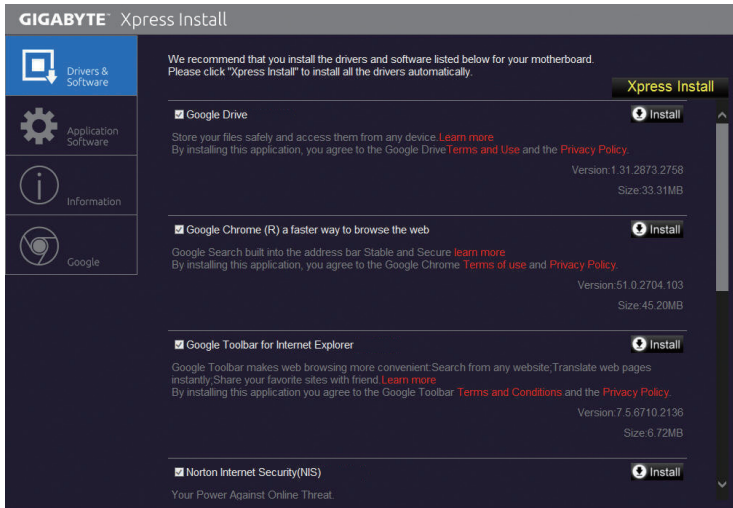 GIGABYTE™ Xpress Install
Drivers &
Software
Application
Software
Information
Google
We recommend that you install the drivers and software listed below for your motherboard.
Please click "Xpress Install" to install all the drivers automatically.
Xpress Install
Google Drive
Install
Store your files safely and access them from any device.Learn more
By installing this application, you agree to the Google DriveTerms and Use and the Privacy Policy.
Version:1.31.2873.2758
Size:33.31MB
Google Chrome (R) a faster way to browse the web
Install
Google Search built into the address bar Stable and Secure learn more
By installing this application, you agree to the Google Chrome Terms of use and Privacy Policy.
Version:51.0.2704.103
Size:45.20MB
Google Toolbar for Internet Explorer
Install
Google Toolbar makes web browsing more convenient:Search from any website;Translate web pages
instantly;Share your favorite sites with friend.Learn more
By installing this application you agree to the Google Toolbar Terms and Conditions and the Privacy Policy.
Version:7.5.6710.2136
Size:6.72MB
Norton Internet Security(NIS)
Install
Your Power Against Online Threat.